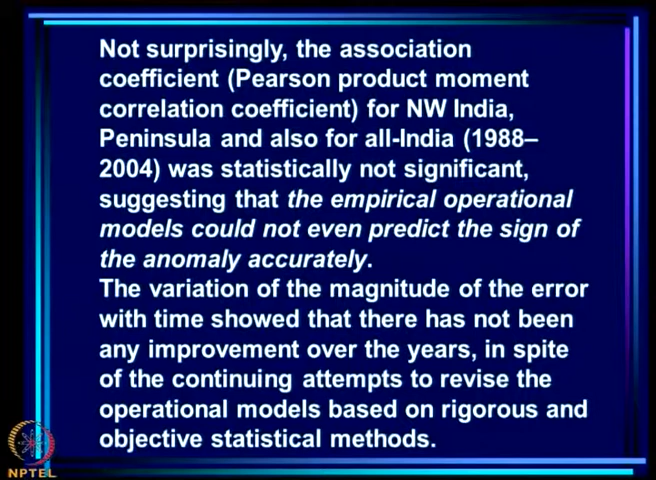 Not surprisingly, the association
coefficient (Pearson product moment
correlation coefficient) for NW India,
Peninsula and also for all-India (1988–
2004) was statistically not significant,
suggesting that the empirical operational
models could not even predict the sign of
the anomaly accurately.
The variation of the magnitude of the error
with time showed that there has not been
any improvement over the years, in spite
of the continuing attempts to revise the
operational models based on rigorous and
objective statistical methods.
NPTEL